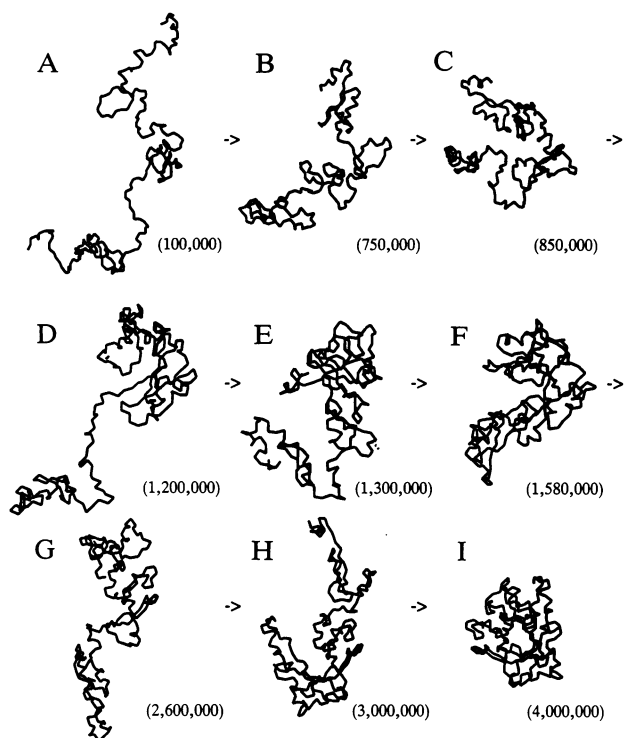 A B C
-> -> ->
(100,000) (750,000) (850,000)
D E F
-> -> ->
(1,200,000) (1,300,000) (1,580,000)
G H I
-> ->
(2,600,000) (3,000,000) (4,000,000)